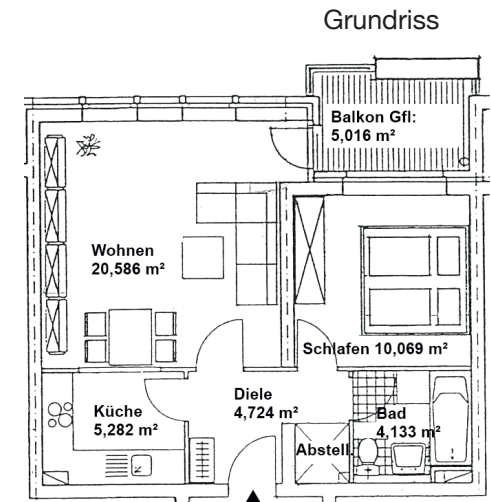 Grundriss
Balkon Gfl:
5,016 m²
Wohnen
20,586 m²
Schlafen 10,069 m²
Diele
4,724 m²
Küche
5,282 m²
Bad
4,133 m²
Abstell.